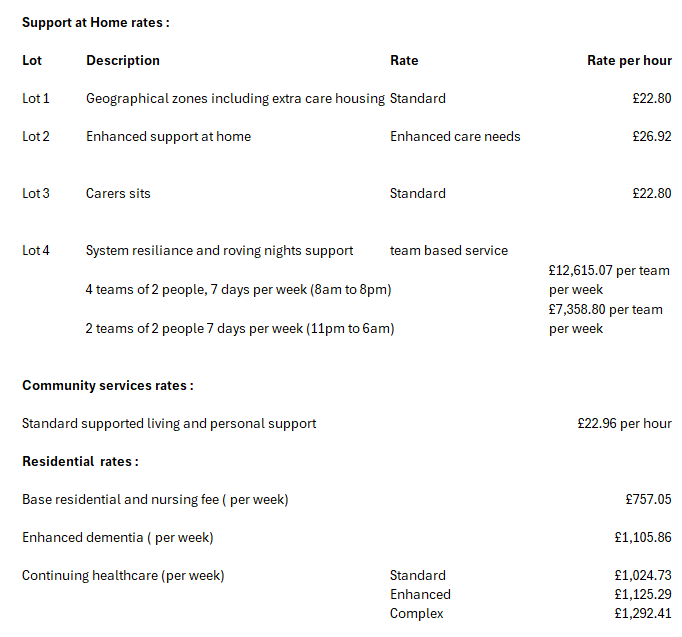 Support at Home rates :
Lot Description Rate Rate per hour
Lot 1 Geographical zones including extra care housing Standard £22.80
Lot 2 Enhanced support at home Enhanced care needs £26.92
Lot 3 Carers sits Standard £22.80
Lot 4 System resiliance and roving nights support team based service
4 teams of 2 people, 7 days per week (8am to 8pm) £12,615.07 per team per week
2 teams of 2 people 7 days per week (11pm to 6am) £7,358.80 per team per week
Community services rates :
Standard supported living and personal support £22.96 per hour
Residential rates :
Base residential and nursing fee ( per week) £757.05
Enhanced dementia ( per week) £1,105.86
Continuing healthcare (per week) Standard £1,024.73
Enhanced £1,125.29
Complex £1,292.41